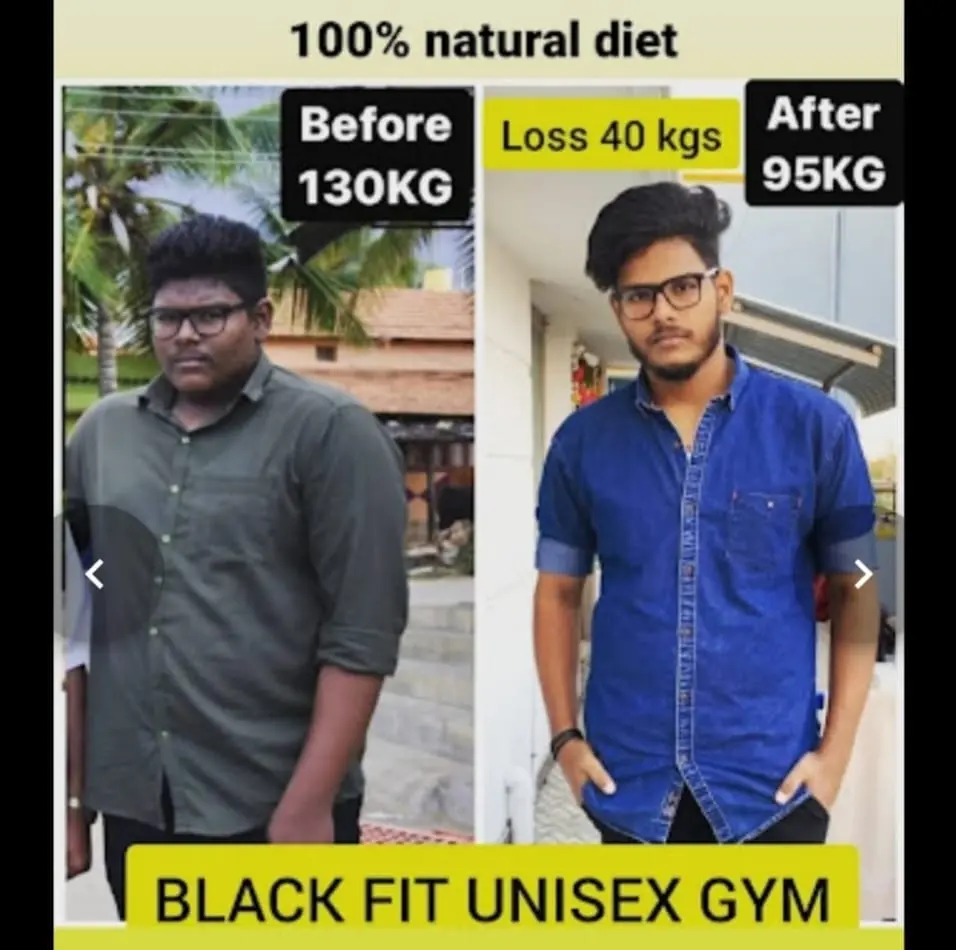 100% natural diet
Before
130KG
Loss 40 kgs
After
95KG
BLACK FIT UNISEX GYM